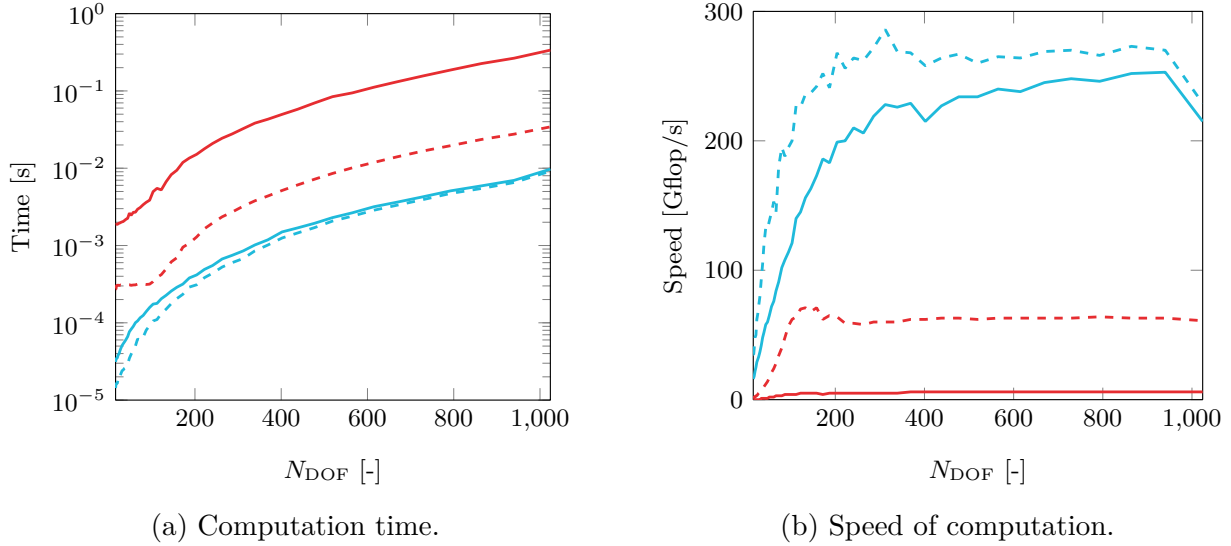 10^0
10^−1
10^−2
10^−3
10^−4
10^−5
Time [s]
200 400 600 800 1,000
N_DOF [-]
(a) Computation time.
300
200
100
0
Speed [Gflop/s]
200 400 600 800 1,000
N_DOF [-]
(b) Speed of computation.